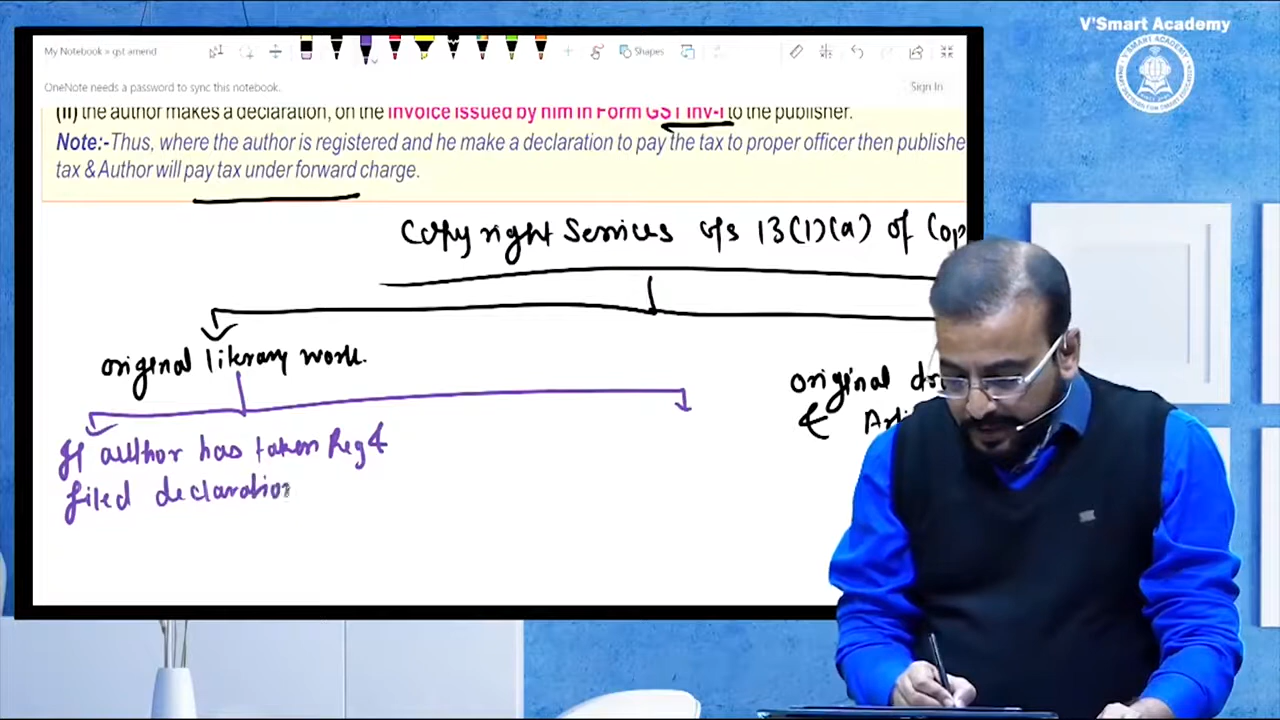 V'Smart Academy
My Notebook » gst amend
Shapes
OneNote needs a password to sync this notebook.
Sign In
(ii) the author makes a declaration, on the invoice issued by him in Form GST Inv-I to the publisher.
Note:-Thus, where the author is registered and he make a declaration to pay the tax to proper officer then publishe
tax & Author will pay tax under forward charge.
Copyright Services u/s 13(1)(a) of Cop
original literary work.
original dr
& Arti
If author has taken Reg &
filed declaration